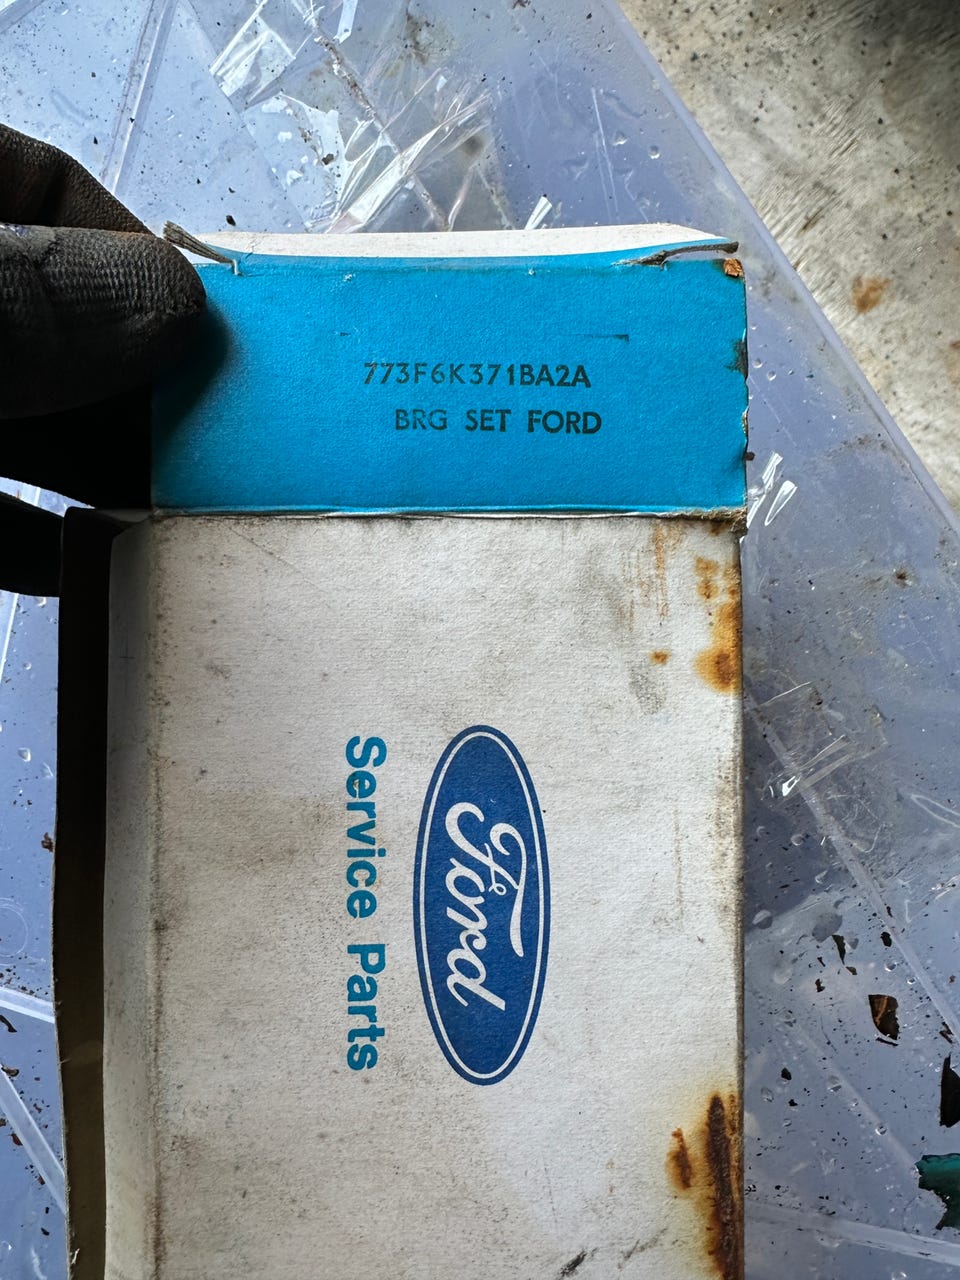 773F6K371BA2A
BRG SET FORD
Ford
Service Parts